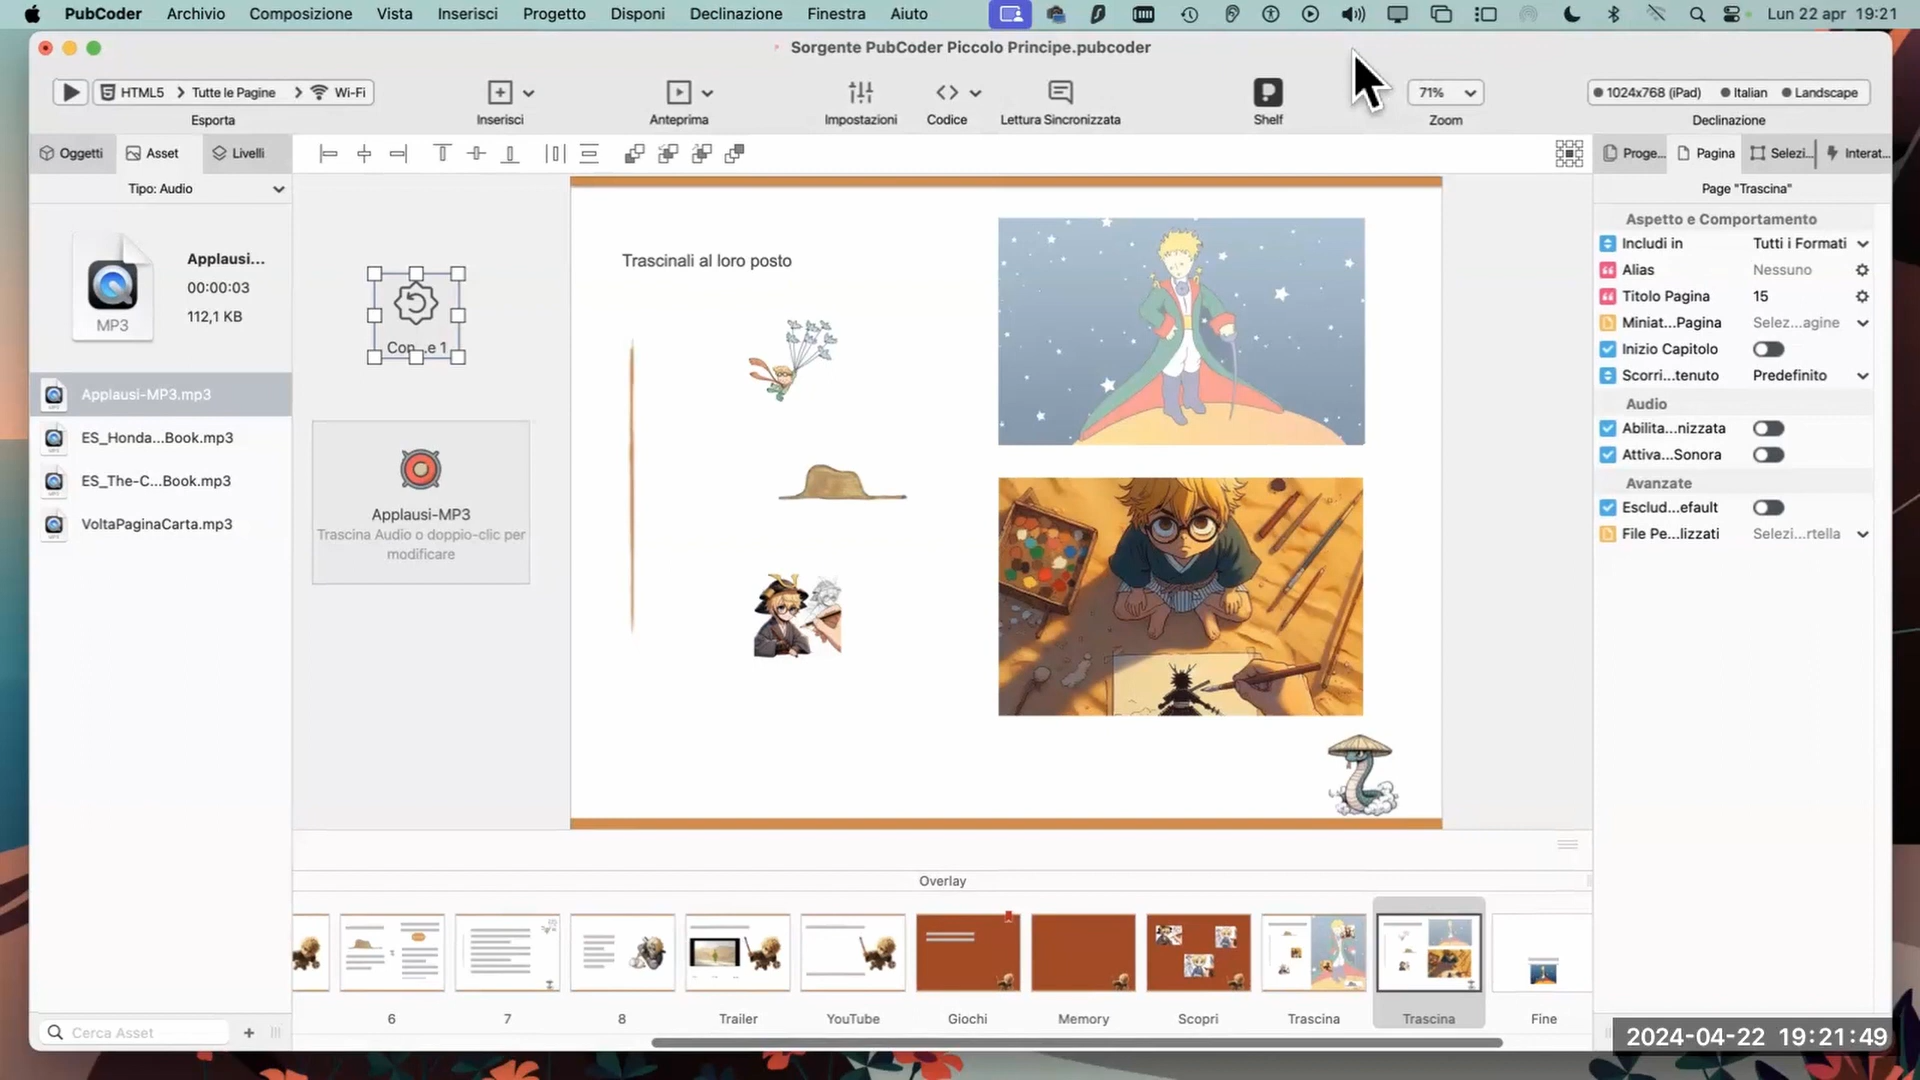 PubCoder Archivio Composizione Vista Inserisci Progetto Disponi Declinazione Finestra Aiuto Lun 22 apr 19:21
Sorgente PubCoder Piccolo Principe.pubcoder
HTML5 Tutte le Pagine Wi-Fi
Esporta
Inserisci
Anteprima
Impostazioni
Codice
Lettura Sincronizzata
Shelf
71%
Zoom
1024x768 (iPad) Italian Landscape
Declinazione
Oggetti Asset Livelli
Proge... Pagina Selezi... Interat...
Tipo: Audio
MP3
Applausi...
00:00:03
112,1 KB
Applausi-MP3.mp3
ES_Honda...Book.mp3
ES_The-C...Book.mp3
VoltaPaginaCarta.mp3
Cerca Asset
Con...e 1
Applausi-MP3
Trascina Audio o doppio-clic per
modificare
Trascinali al loro posto
Page "Trascina"
Aspetto e Comportamento
Includi in Tutti i Formati
Alias Nessuno
Titolo Pagina 15
Miniat...Pagina Selez...agine
Inizio Capitolo
Scorri...tenuto Predefinito
Audio
Abilita...nizzata
Attiva...Sonora
Avanzate
Esclud...efault
File Pe...lizzati Selezi...rtella
Overlay
6 7 8 Trailer YouTube Giochi Memory Scopri Trascina Trascina Fine
2024-04-22 19:21:49